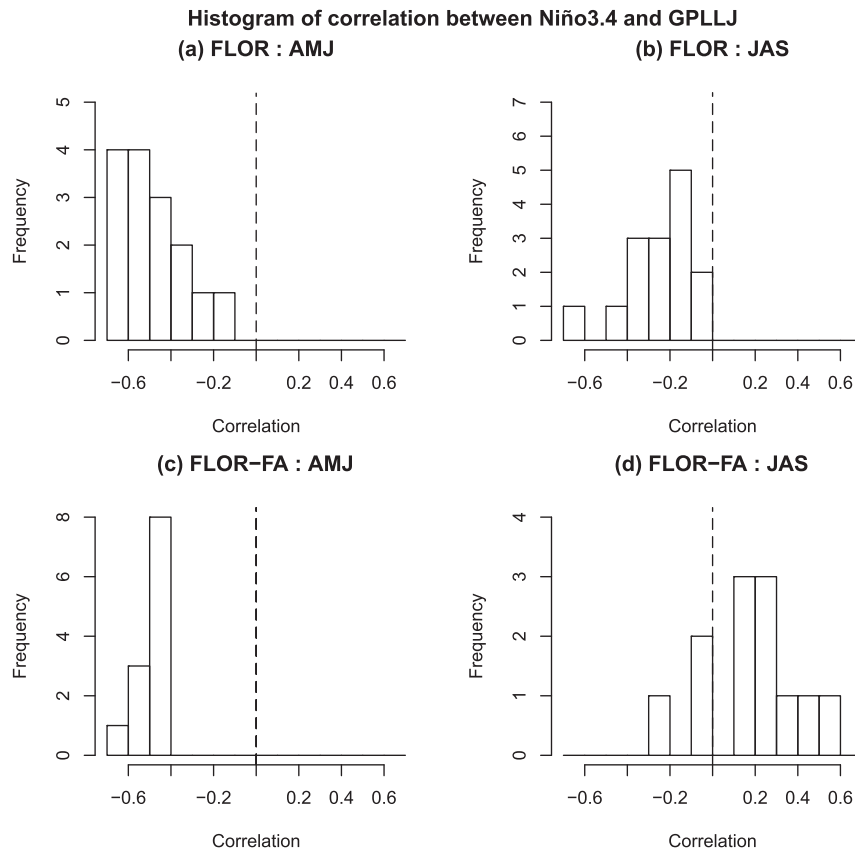 Histogram of correlation between Niño3.4 and GPLLJ
(a) FLOR : AMJ
Frequency
5
4
3
2
1
0
−0.6 −0.2 0.2 0.4 0.6
Correlation
(b) FLOR : JAS
Frequency
7
6
5
4
3
2
1
0
−0.6 −0.2 0.2 0.4 0.6
Correlation
(c) FLOR−FA : AMJ
Frequency
8
6
4
2
0
−0.6 −0.2 0.2 0.4 0.6
Correlation
(d) FLOR−FA : JAS
Frequency
4
3
2
1
0
−0.6 −0.2 0.2 0.4 0.6
Correlation